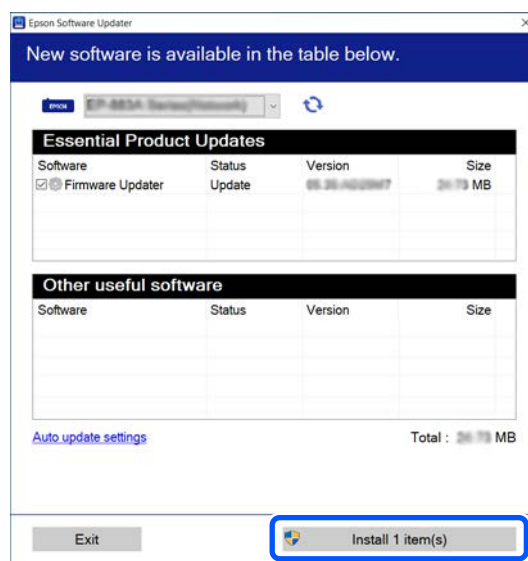 Epson Software Updater
New software is available in the table below.
EPSON
Essential Product Updates
Software Status Version Size
Firmware Updater Update MB
Other useful software
Software Status Version Size
Auto update settings Total : MB
Exit Install 1 item(s)